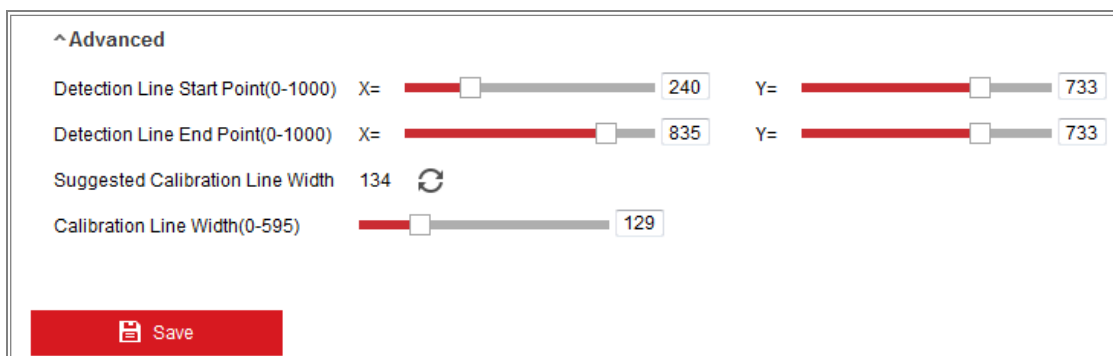 ^Advanced
Detection Line Start Point(0-1000) X= 240 Y= 733
Detection Line End Point(0-1000) X= 835 Y= 733
Suggested Calibration Line Width 134
Calibration Line Width(0-595) 129
Save